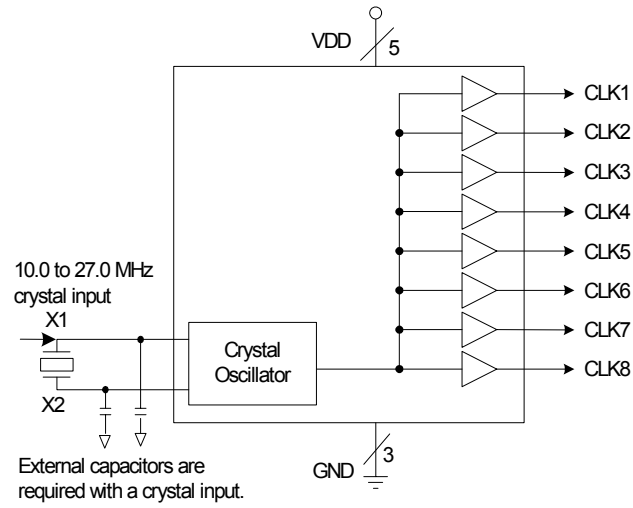 VDD
5
CLK1
CLK2
CLK3
CLK4
CLK5
CLK6
CLK7
CLK8
10.0 to 27.0 MHz
crystal input
X1
X2
Crystal
Oscillator
External capacitors are
required with a crystal input.
GND
3